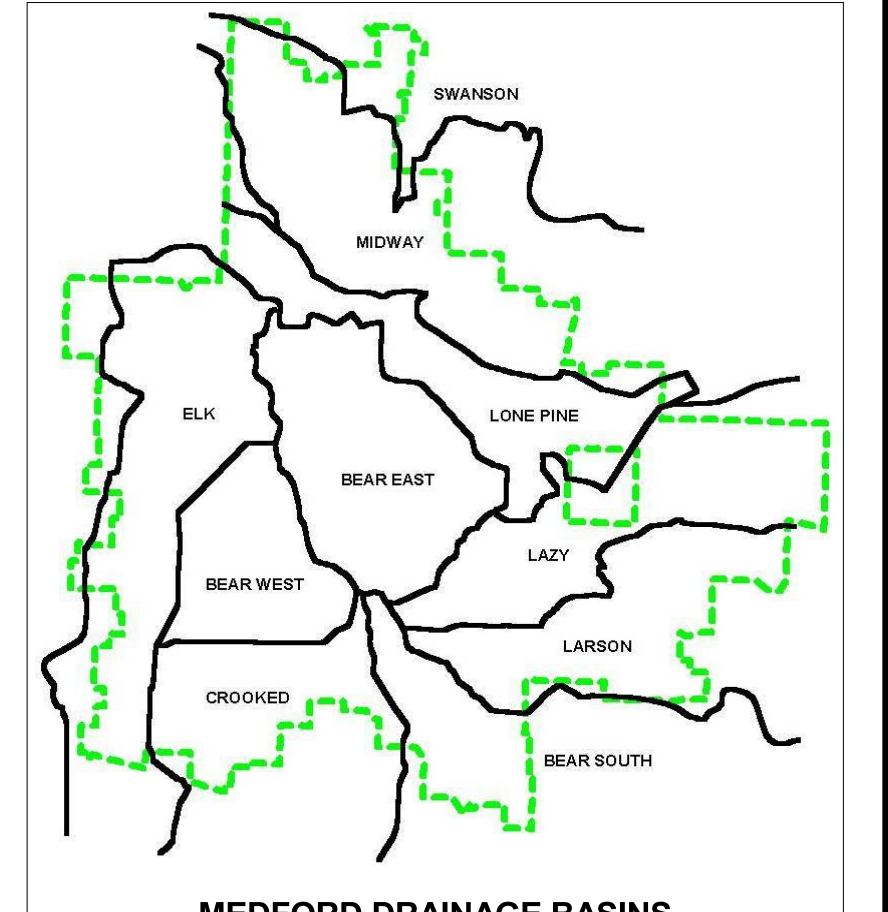 SWANSON
MIDWAY
ELK
LONE PINE
BEAR EAST
LAZY
BEAR WEST
LARSON
CROOKED
BEAR SOUTH
MEDFORD DRAINAGE BASINS